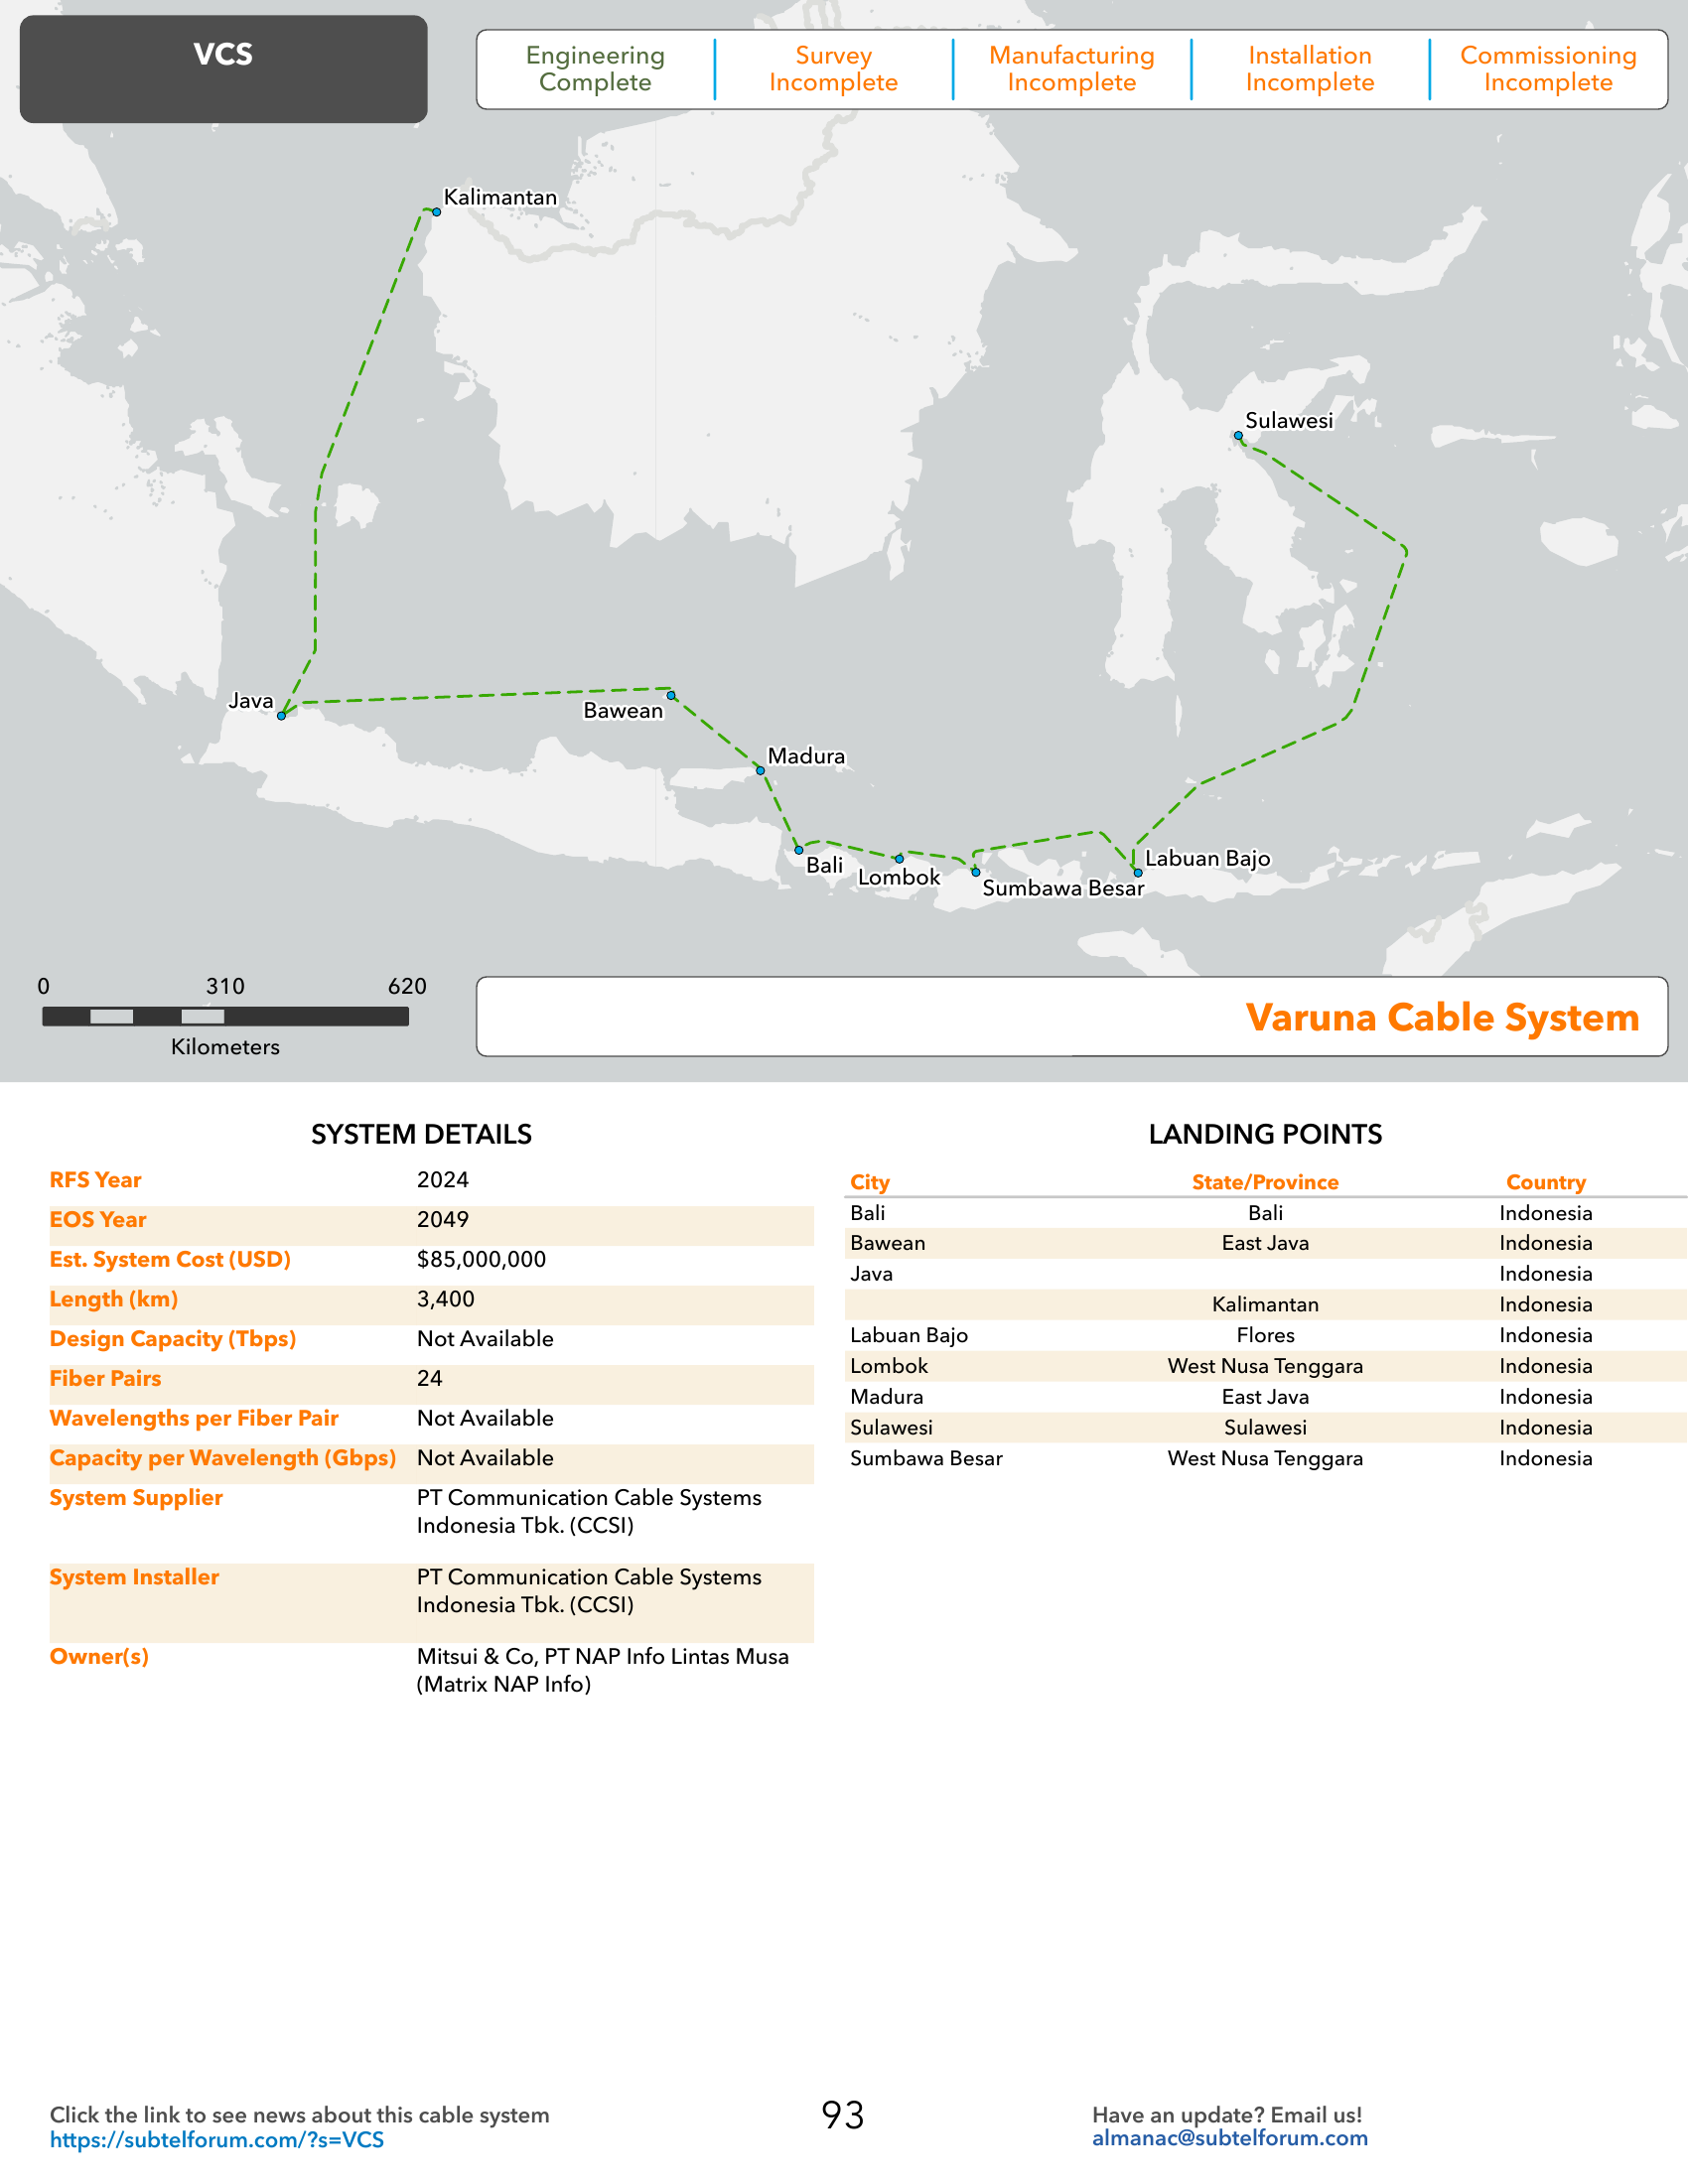 VCS
Engineering
Complete
Survey
Incomplete
Manufacturing
Incomplete
Installation
Incomplete
Commissioning
Incomplete
Kalimantan
Sulawesi
Java
Bawean
Madura
Bali
Lombok
Sumbawa Besar
Labuan Bajo
0 310 620
Kilometers
Varuna Cable System
SYSTEM DETAILS
RFS Year 2024
EOS Year 2049
Est. System Cost (USD) $85,000,000
Length (km) 3,400
Design Capacity (Tbps) Not Available
Fiber Pairs 24
Wavelengths per Fiber Pair Not Available
Capacity per Wavelength (Gbps) Not Available
System Supplier PT Communication Cable Systems
Indonesia Tbk. (CCSI)
System Installer PT Communication Cable Systems
Indonesia Tbk. (CCSI)
Owner(s) Mitsui & Co, PT NAP Info Lintas Musa
(Matrix NAP Info)
LANDING POINTS
City State/Province Country
Bali Bali Indonesia
Bawean East Java Indonesia
Java Indonesia
Kalimantan Indonesia
Labuan Bajo Flores Indonesia
Lombok West Nusa Tenggara Indonesia
Madura East Java Indonesia
Sulawesi Sulawesi Indonesia
Sumbawa Besar West Nusa Tenggara Indonesia
Click the link to see news about this cable system
https://subtelforum.com/?s=VCS
93
Have an update? Email us!
almanac@subtelforum.com